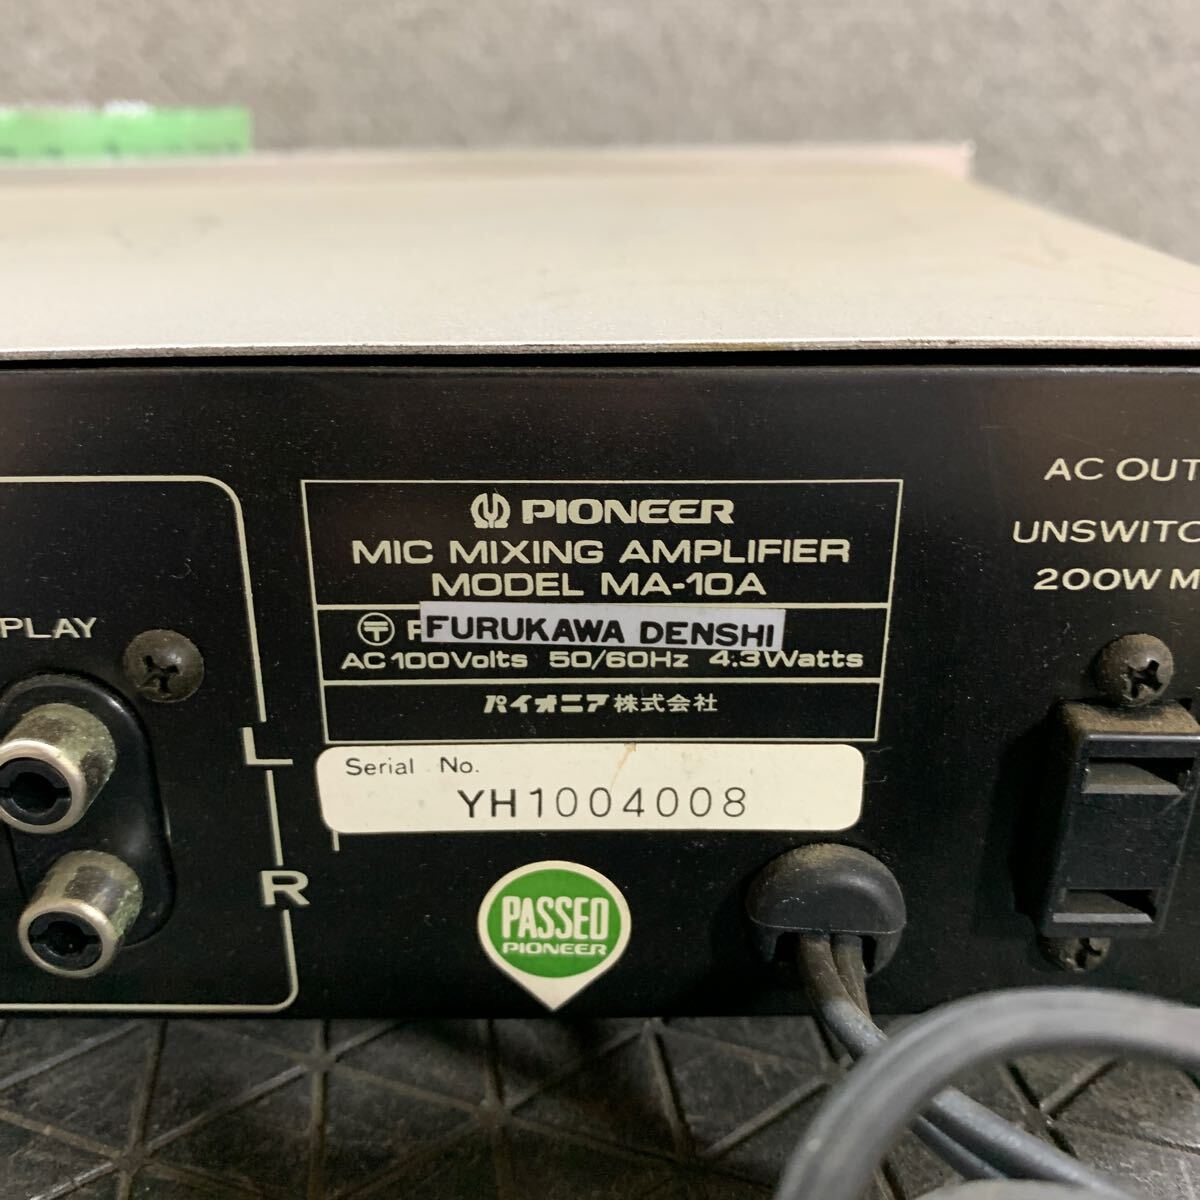 PIONEER
MIC MIXING AMPLIFIER
MODEL MA-10A
〒 FURUKAWA DENSHI
AC 100Volts 50/60Hz 4.3Watts
パイオニア株式会社
Serial No.
YH1004008
PASSED
PIONEER
PLAY
L
R
AC OUT
UNSWITC
200W M